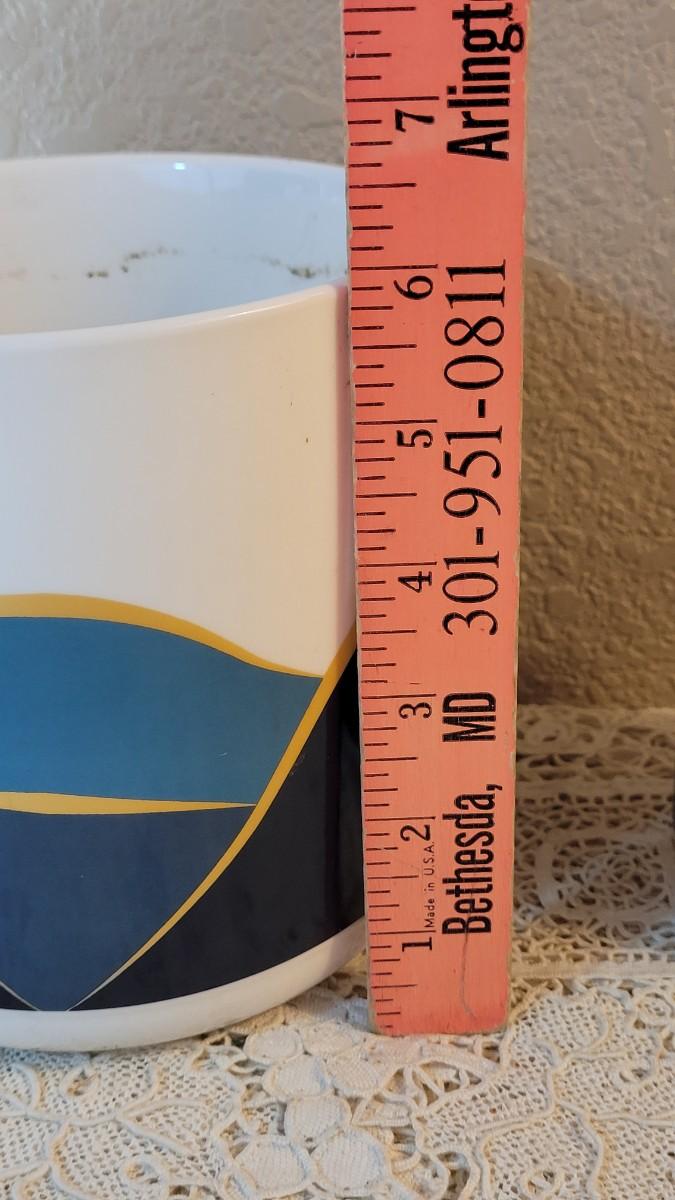 Bethesda, MD 301-951-0811 Arlingt
Made in U.S.A.
1 2 3 4 5 6 7